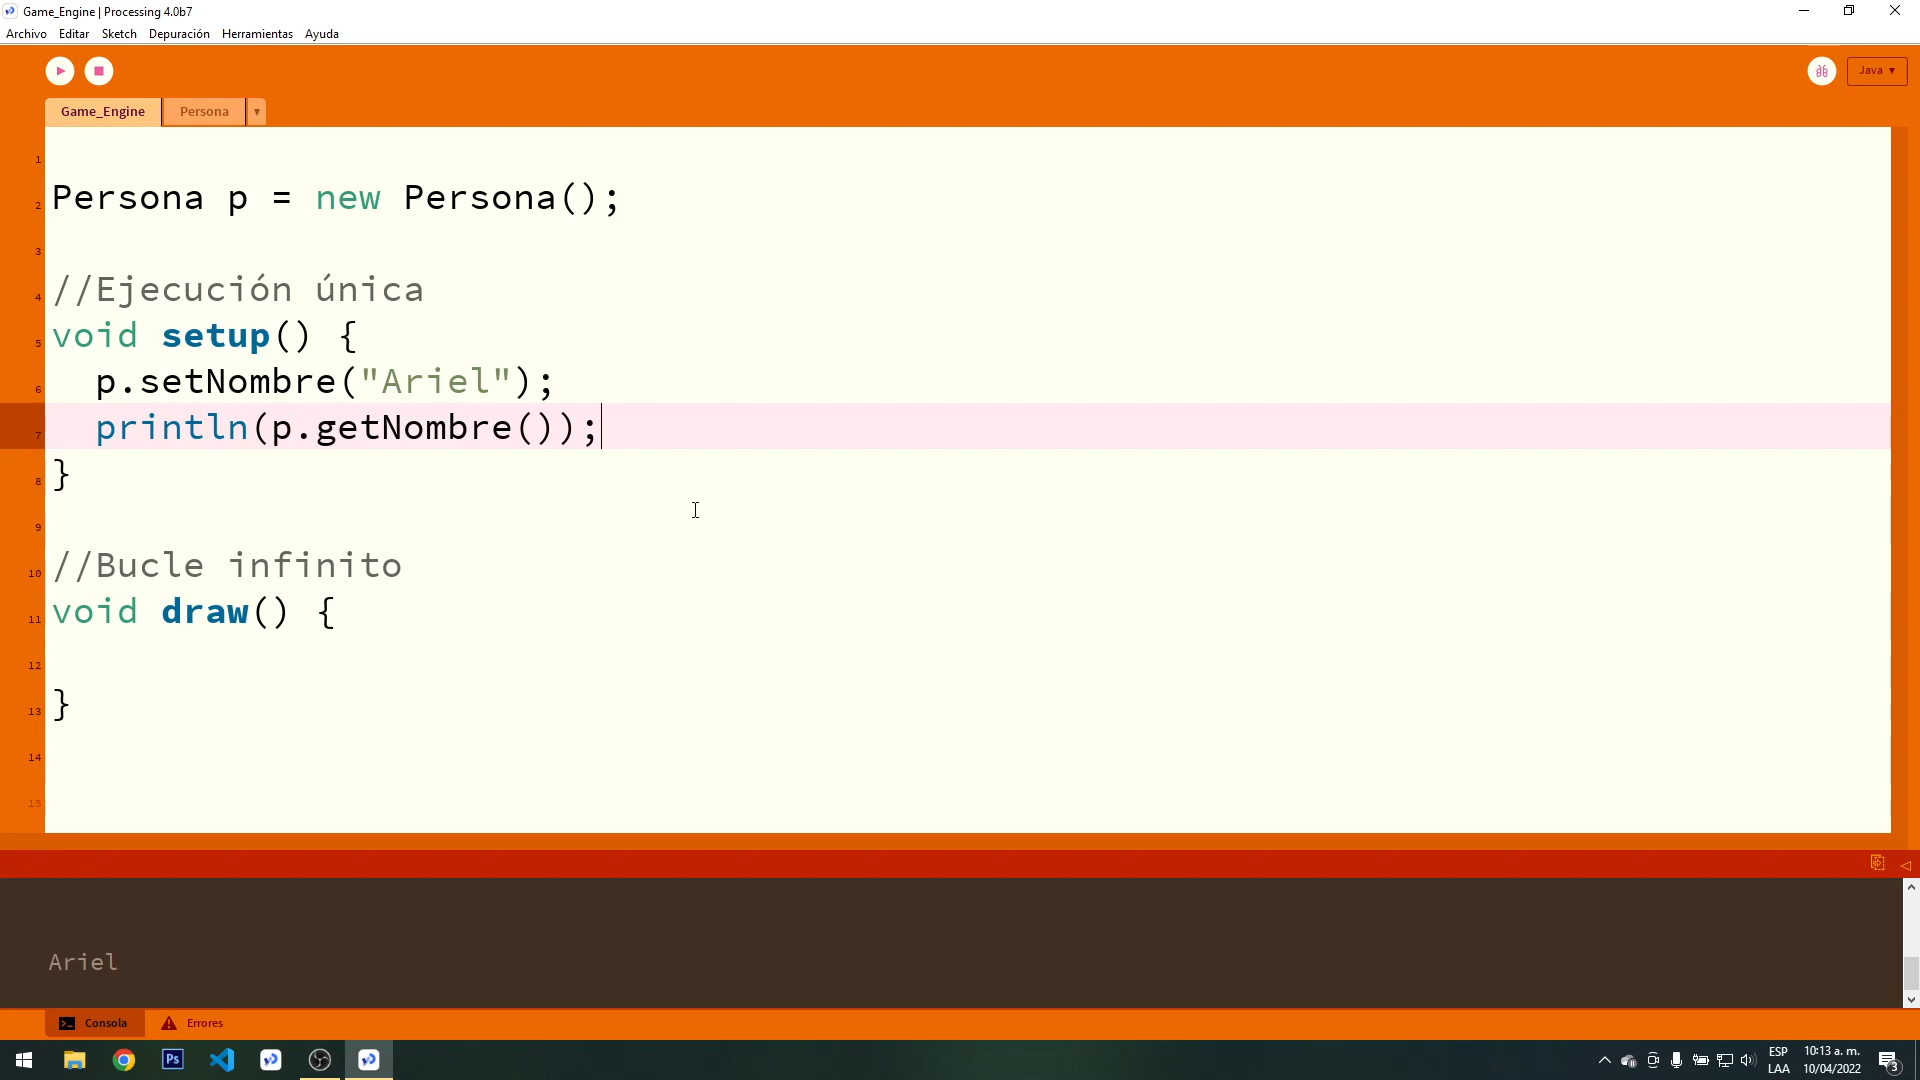 Game_Engine | Processing 4.0b7
Archivo Editar Sketch Depuración Herramientas Ayuda
Java ▼
Game_Engine Persona ▼
1
2 Persona p = new Persona();
3
4 //Ejecución única
5 void setup() {
6   p.setNombre("Ariel");
7   println(p.getNombre());
8 }
9
10 //Bucle infinito
11 void draw() {
12
13 }
14
15
Ariel
Consola Errores
Ps
ESP 10:13 a. m.
LAA 10/04/2022 3